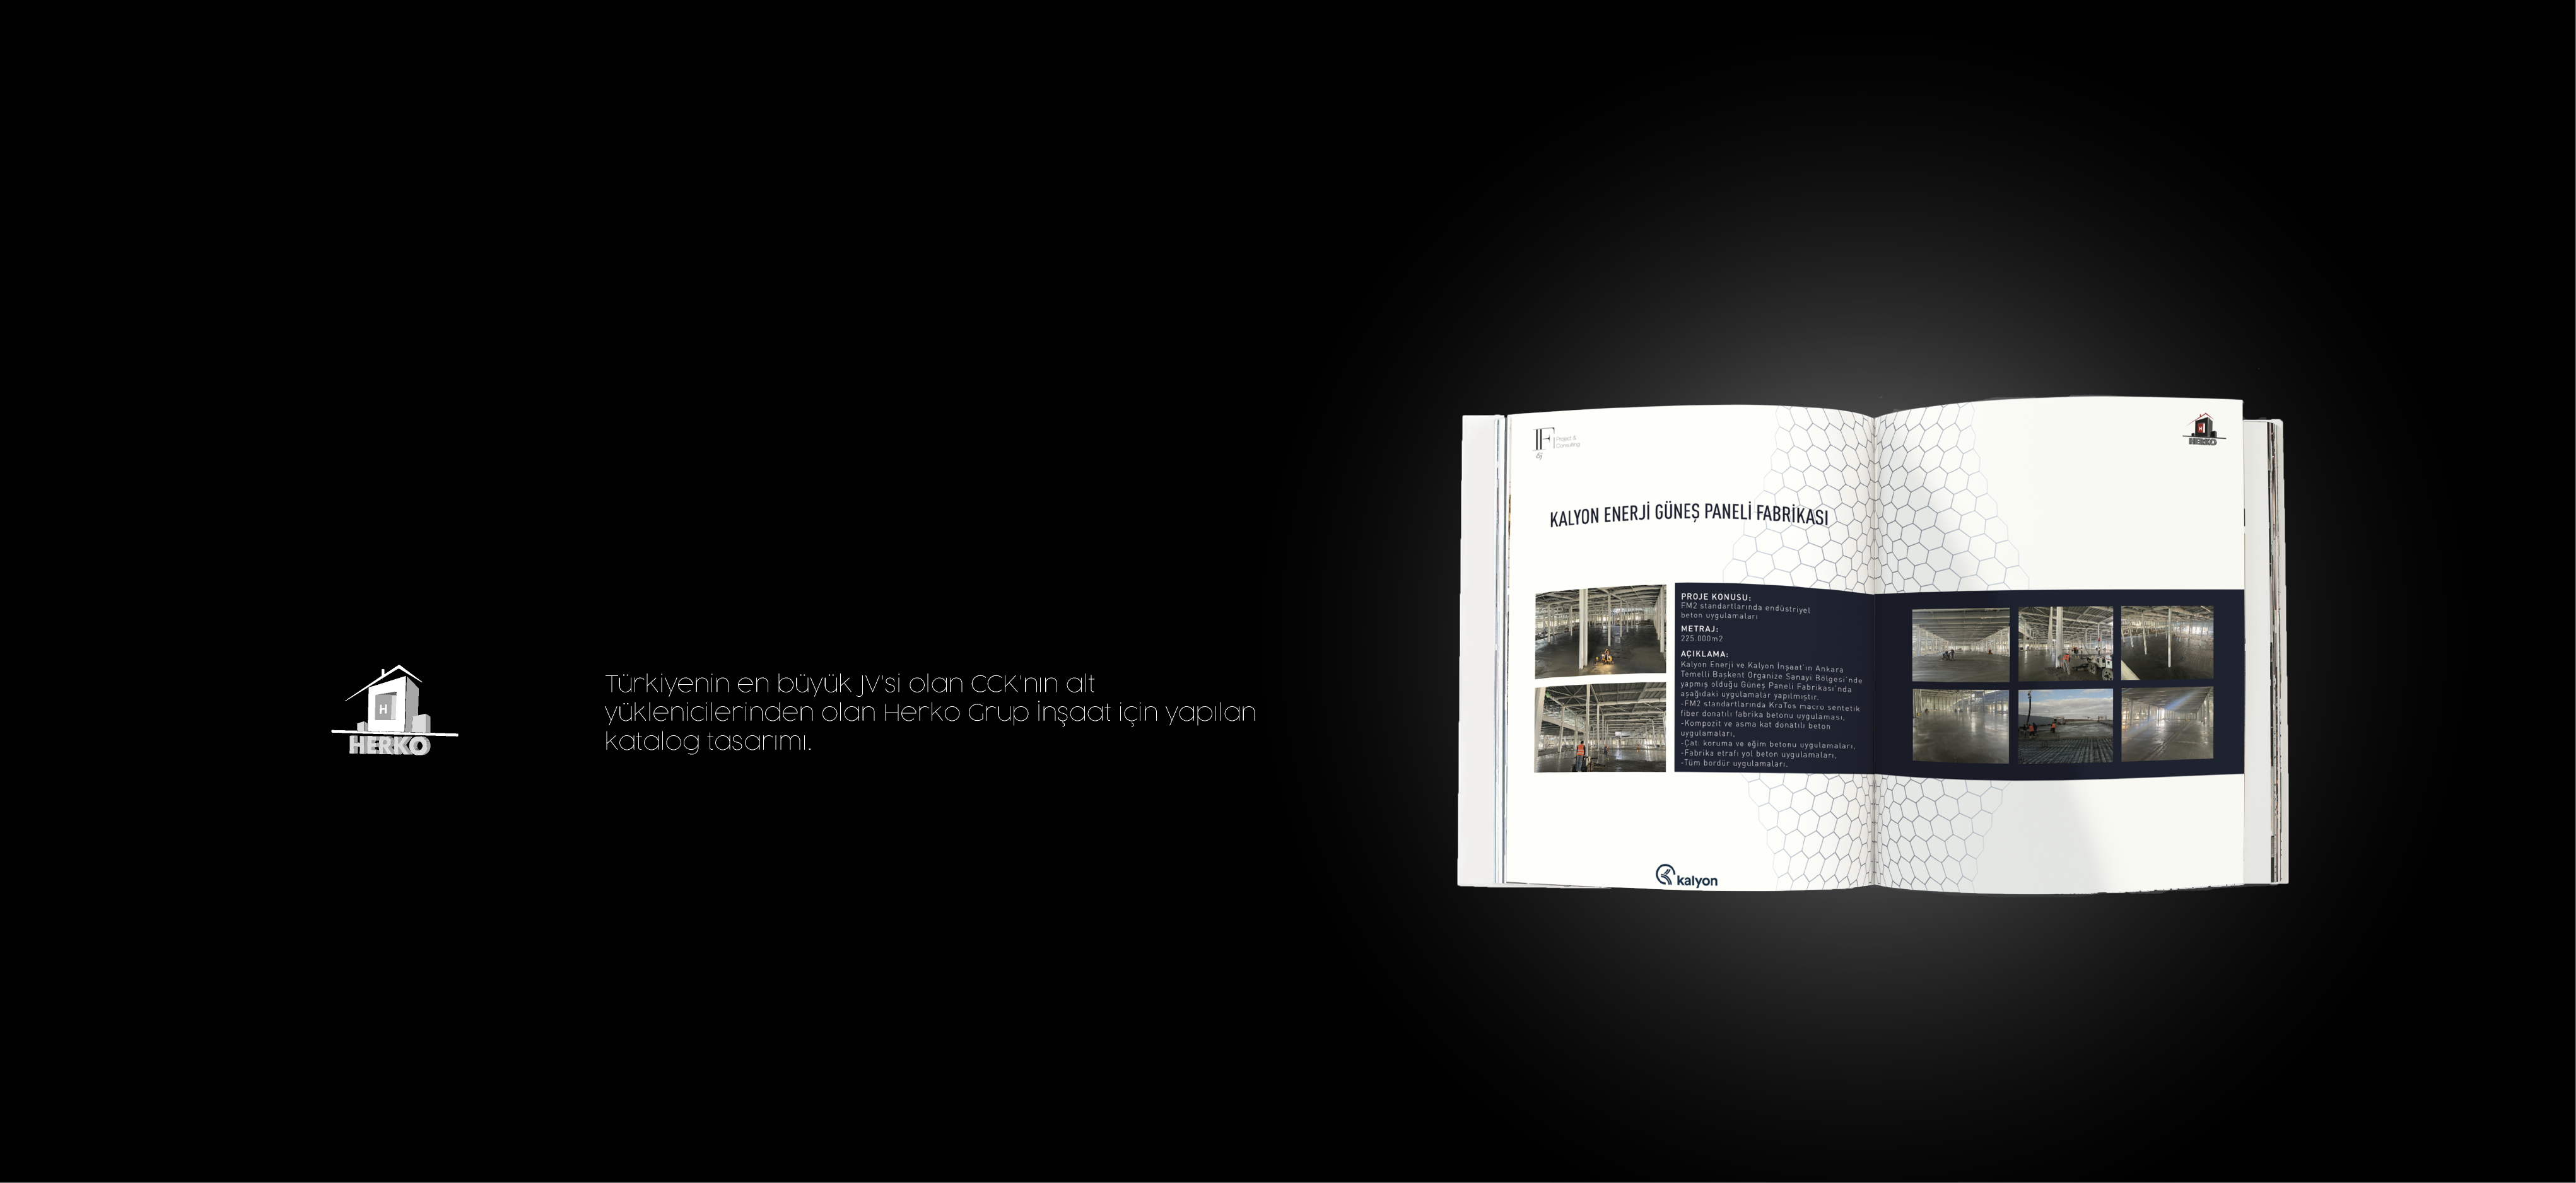 H
HERKO
Türkiyenin en büyük JV'si olan CCK'nın alt
yüklenicilerinden olan Herko Grup İnşaat için yapılan
katalog tasarımı.
Project &
Consulting
HERKO
KALYON ENERJİ GÜNEŞ PANELİ FABRİKASI
PROJE KONUSU:
FM2 standartlarında endüstriyel
beton uygulamaları
METRAJ:
225.000m2
AÇIKLAMA:
Kalyon Enerji ve Kalyon İnşaat'ın Ankara
Temelli Başkent Organize Sanayi Bölgesi'nde
yapmış olduğu Güneş Paneli Fabrikası'nda
aşağıdaki uygulamalar yapılmıştır.
-FM2 standartlarında KraTos macro sentetik
fiber donatılı fabrika betonu uygulaması,
-Kompozit ve asma kat donatılı beton
uygulamaları,
-Çatı koruma ve eğim betonu uygulamaları,
-Fabrika etrafı yol beton uygulamaları,
-Tüm bordür uygulamaları.
kalyon